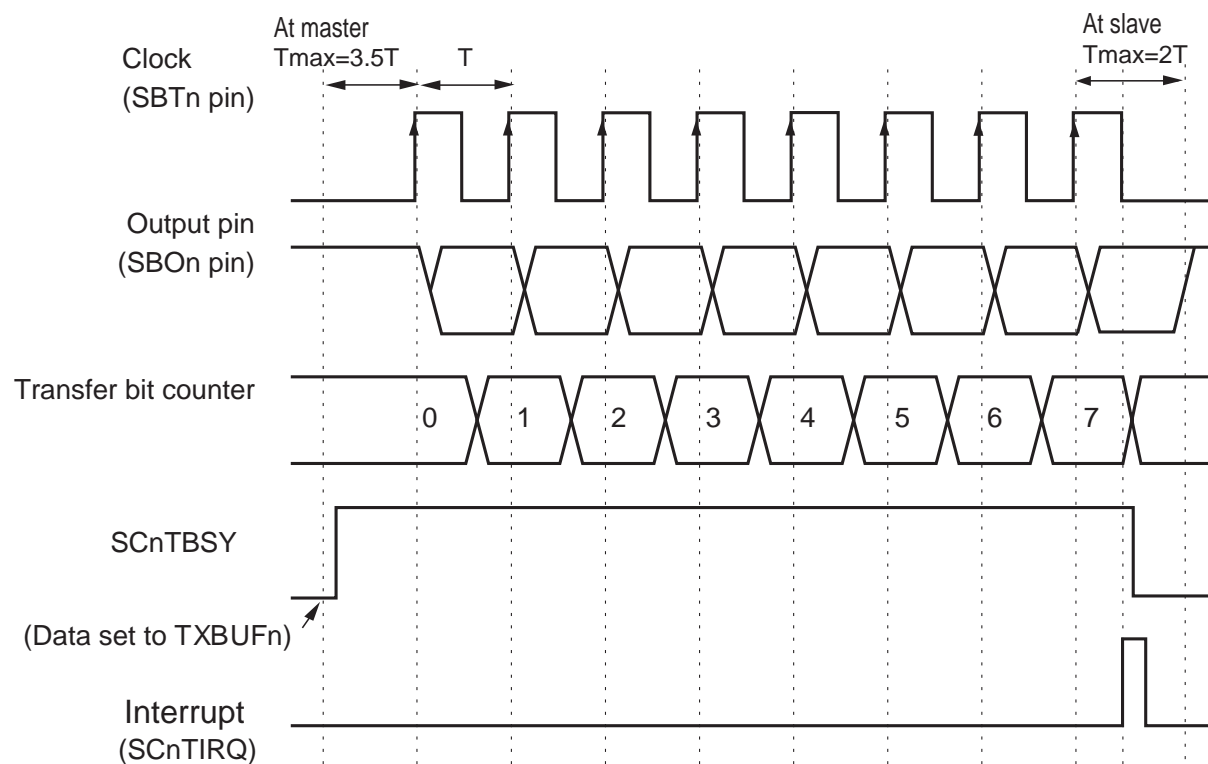 At master
Tmax=3.5T
T
At slave
Tmax=2T
Clock
(SBTn pin)
Output pin
(SBOn pin)
Transfer bit counter
0 1 2 3 4 5 6 7
SCnTBSY
(Data set to TXBUFn)
Interrupt
(SCnTIRQ)